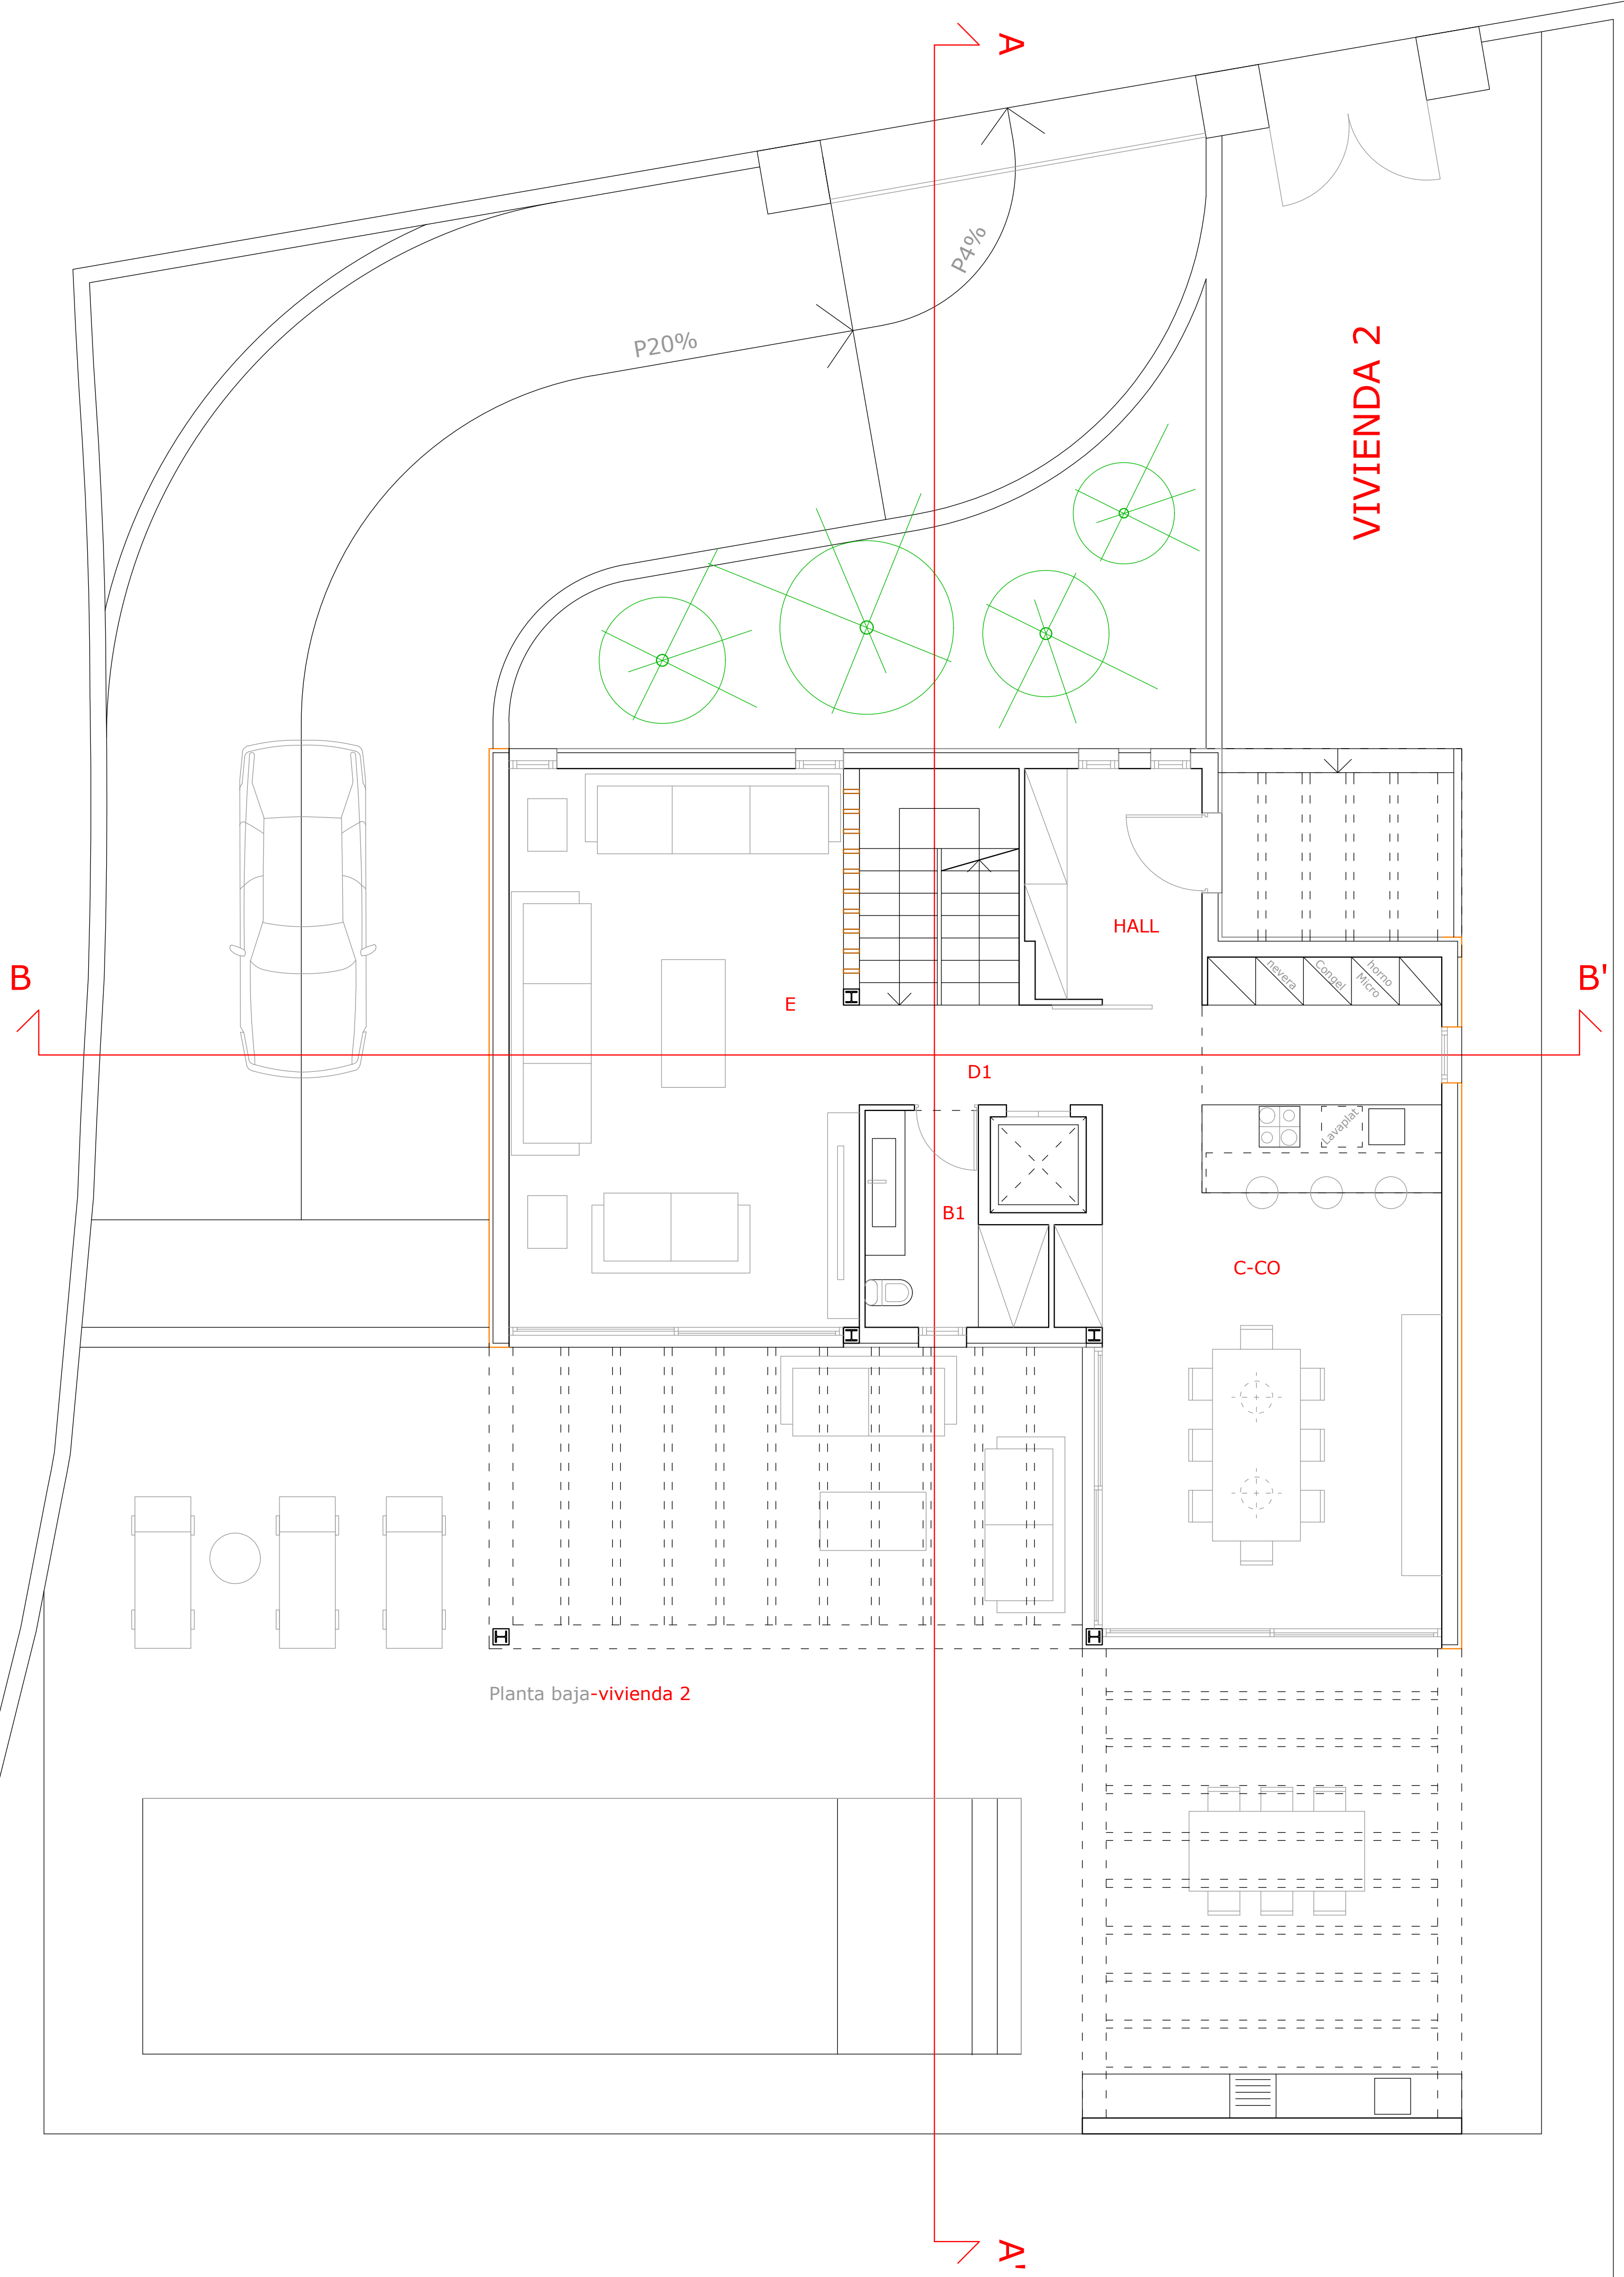 A
P4%
P20%
VIVIENDA 2
HALL
nevera
Congel
horno
Micro
B
B'
E
D1
Lavaplat
B1
C-CO
Planta baja-vivienda 2
A'